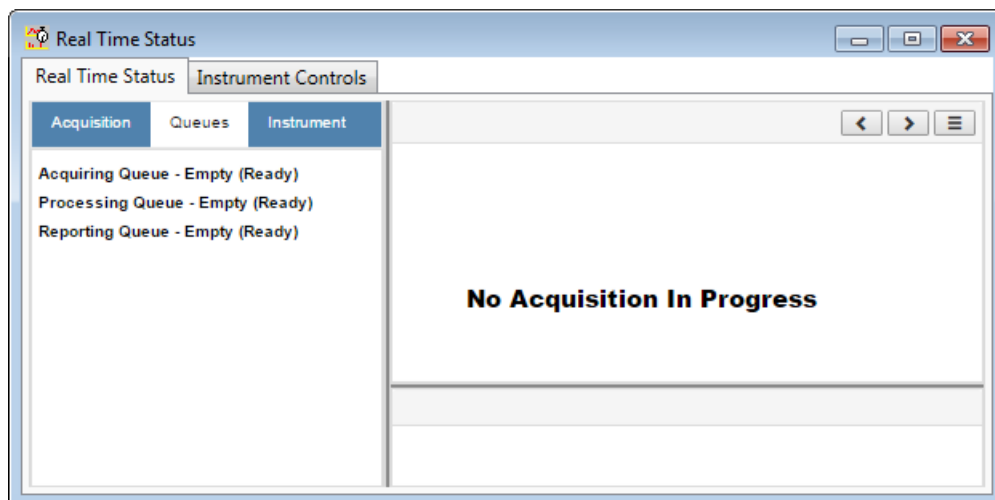 Real Time Status
Real Time Status Instrument Controls
Acquisition Queues Instrument
Acquiring Queue - Empty (Ready)
Processing Queue - Empty (Ready)
Reporting Queue - Empty (Ready)
No Acquisition In Progress